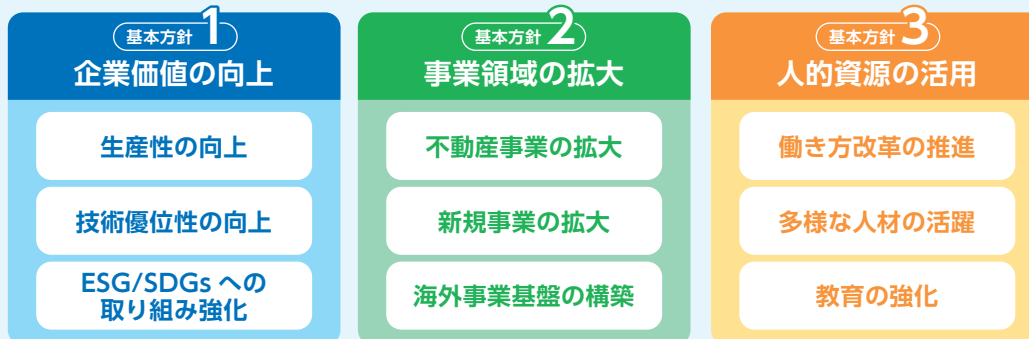 基本方針 1
企業価値の向上
生産性の向上
技術優位性の向上
ESG/SDGs への
取り組み強化
基本方針 2
事業領域の拡大
不動産事業の拡大
新規事業の拡大
海外事業基盤の構築
基本方針 3
人的資源の活用
働き方改革の推進
多様な人材の活躍
教育の強化